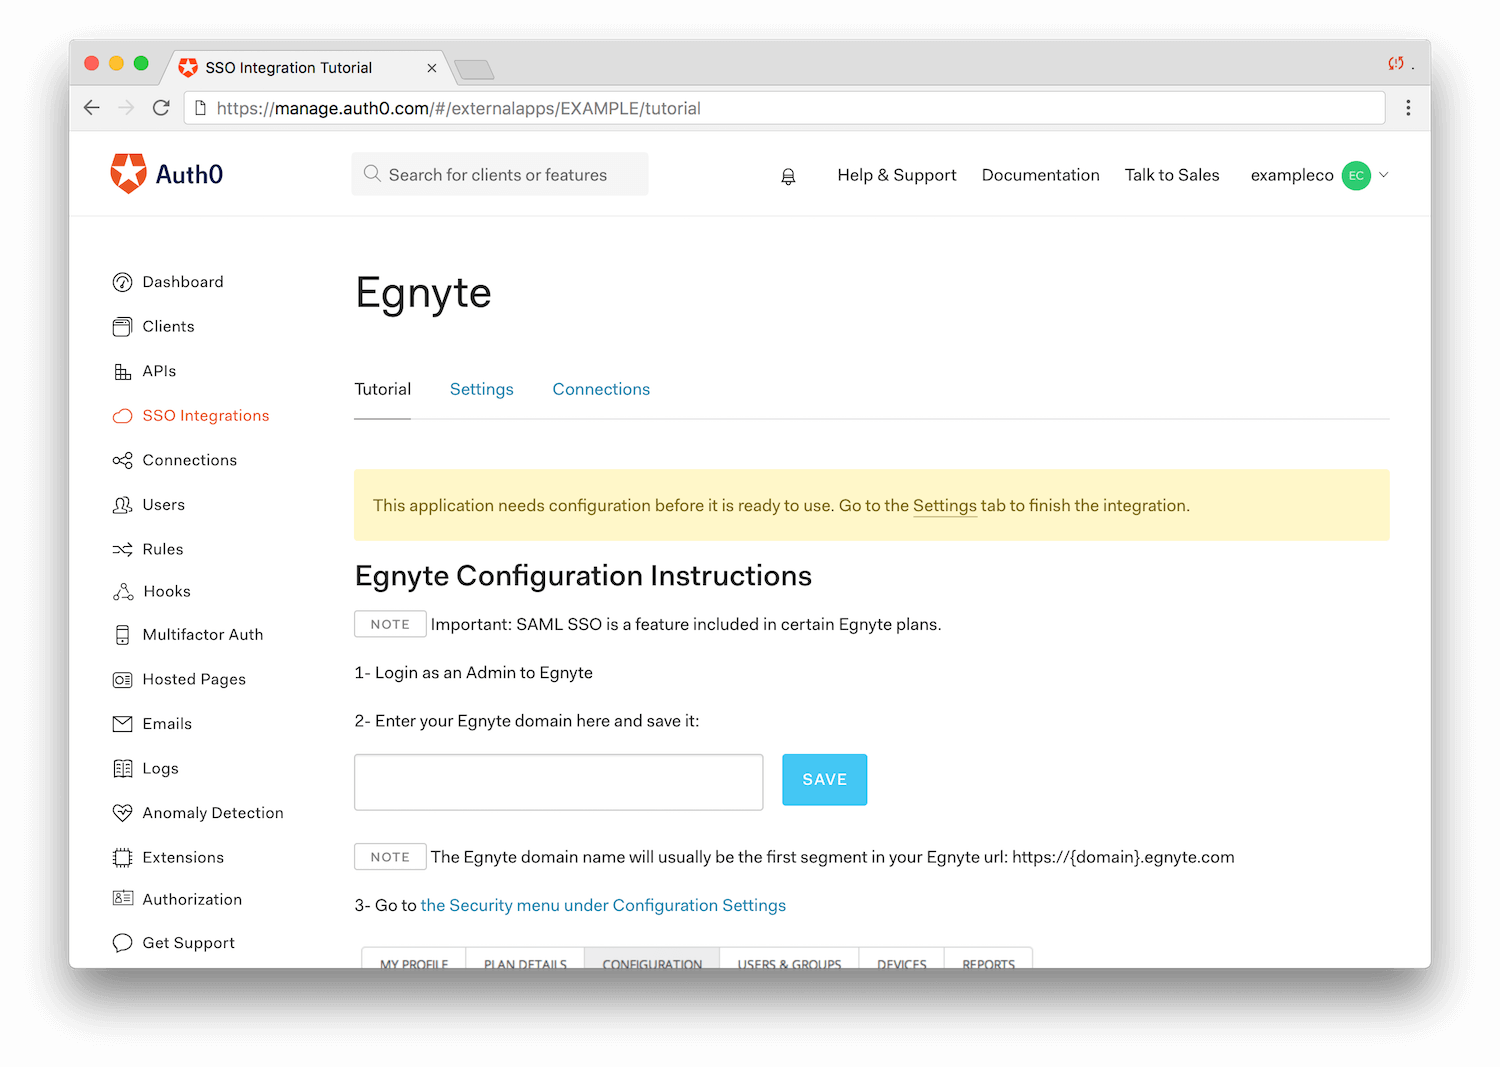 SSO Integration Tutorial
https://manage.auth0.com/#/externalapps/EXAMPLE/tutorial
Auth0
Search for clients or features
Help & Support
Documentation
Talk to Sales
exampleco
EC
Dashboard
Clients
APIs
SSO Integrations
Connections
Users
Rules
Hooks
Multifactor Auth
Hosted Pages
Emails
Logs
Anomaly Detection
Extensions
Authorization
Get Support
Egnyte
Tutorial
Settings
Connections
This application needs configuration before it is ready to use. Go to the Settings tab to finish the integration.
Egnyte Configuration Instructions
NOTE Important: SAML SSO is a feature included in certain Egnyte plans.
1- Login as an Admin to Egnyte
2- Enter your Egnyte domain here and save it:
SAVE
NOTE The Egnyte domain name will usually be the first segment in your Egnyte url: https://{domain}.egnyte.com
3- Go to the Security menu under Configuration Settings
MY PROFILE
PLAN DETAILS
CONFIGURATION
USERS & GROUPS
DEVICES
REPORTS